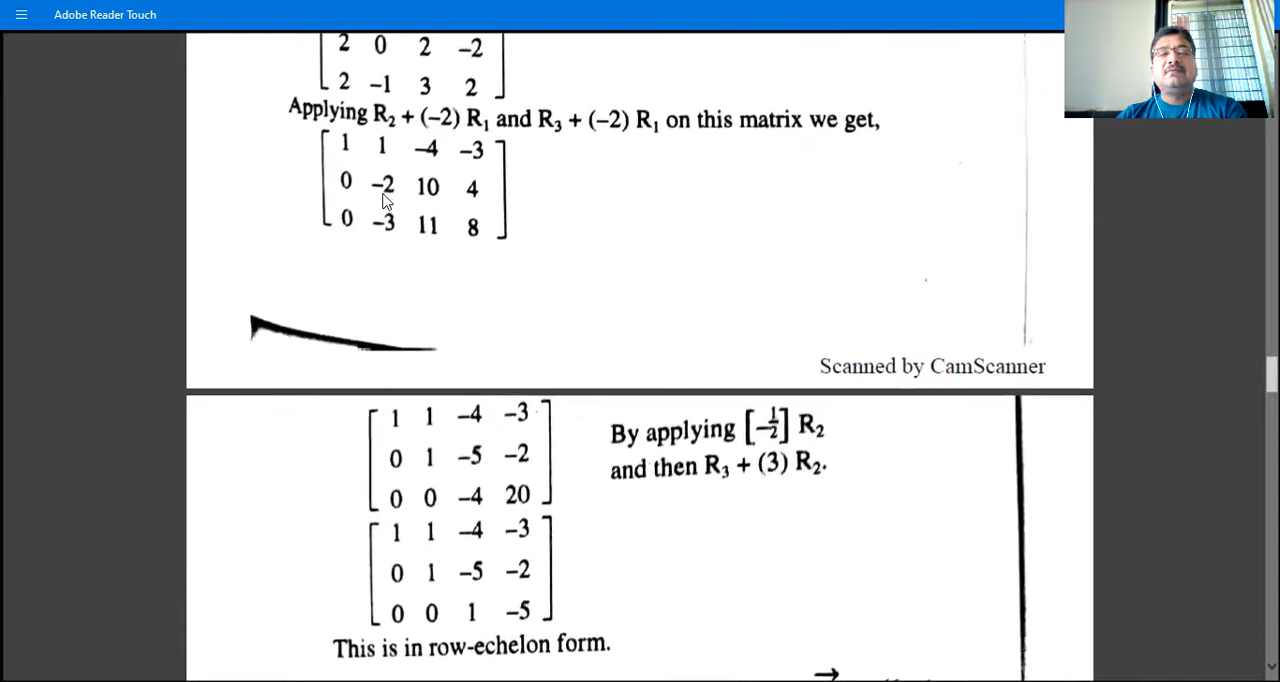 Adobe Reader Touch
2 0 2 −2
2 −1 3 2
Applying R₂ + (−2) R₁ and R₃ + (−2) R₁ on this matrix we get,
1 1 −4 −3
0 −2 10 4
0 −3 11 8
Scanned by CamScanner
1 1 −4 −3
0 1 −5 −2
0 0 −4 20
By applying [−1/2] R₂
and then R₃ + (3) R₂.
1 1 −4 −3
0 1 −5 −2
0 0 1 −5
This is in row-echelon form.